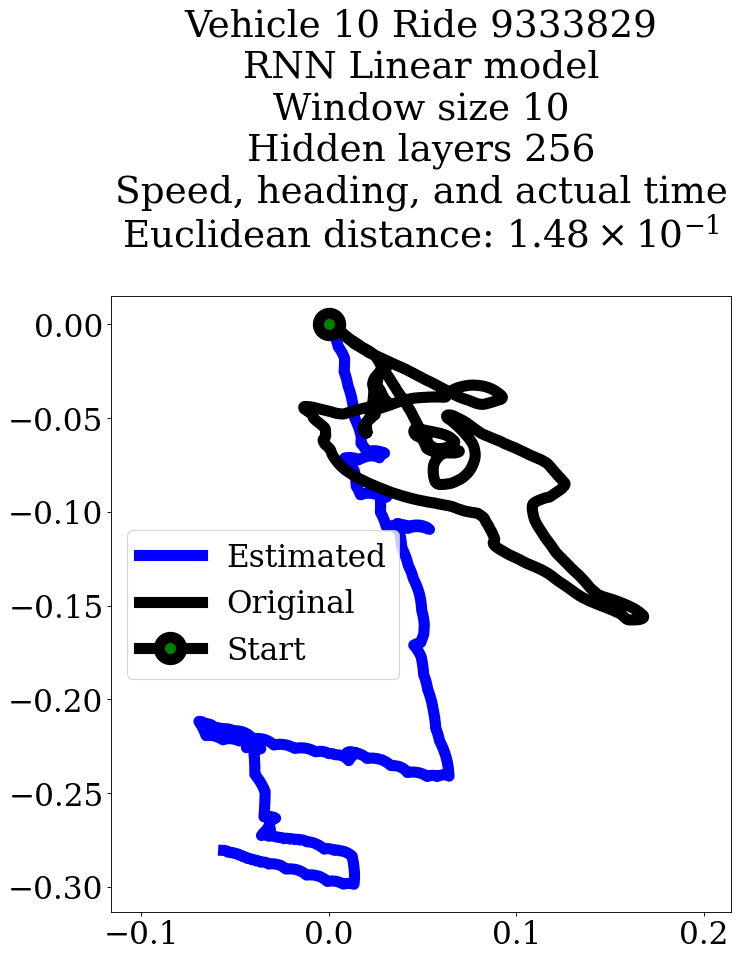 Vehicle 10 Ride 9333829
RNN Linear model
Window size 10
Hidden layers 256
Speed, heading, and actual time
Euclidean distance: 1.48 × 10⁻¹
0.00
−0.05
−0.10
−0.15
−0.20
−0.25
−0.30
Estimated
Original
Start
−0.1 0.0 0.1 0.2